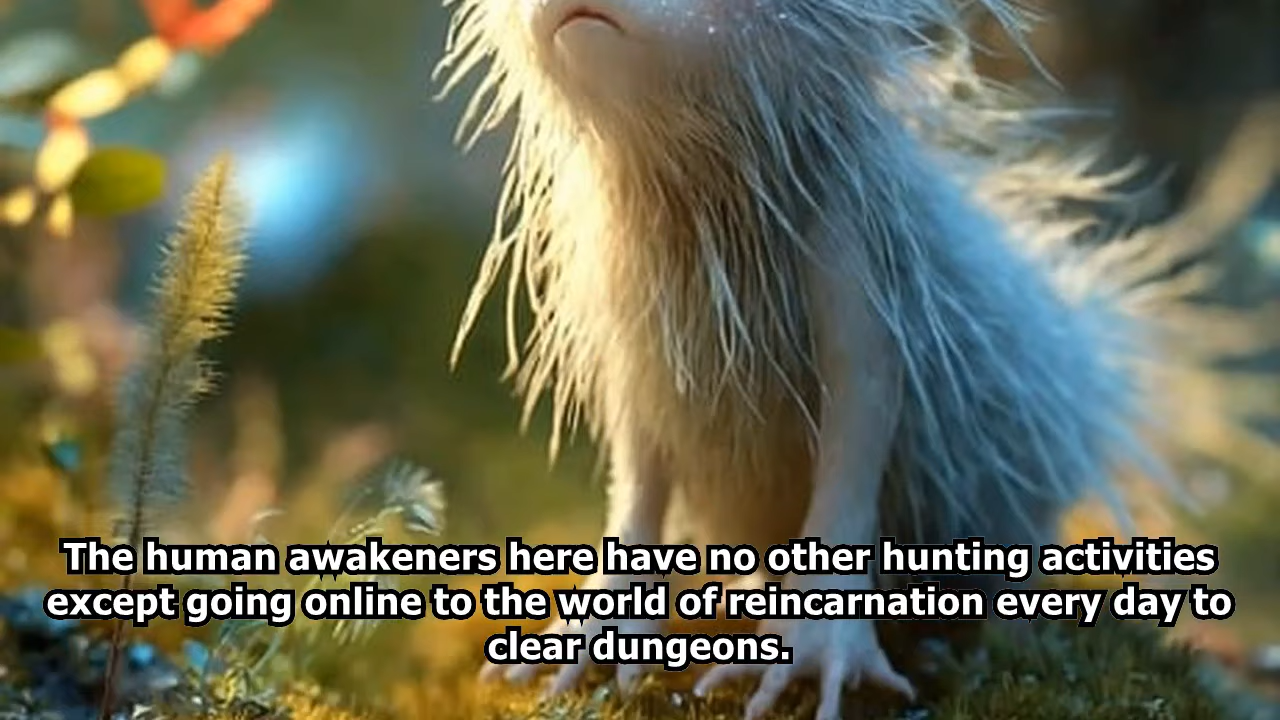 The human awakeners here have no other hunting activities
except going online to the world of reincarnation every day to
clear dungeons.